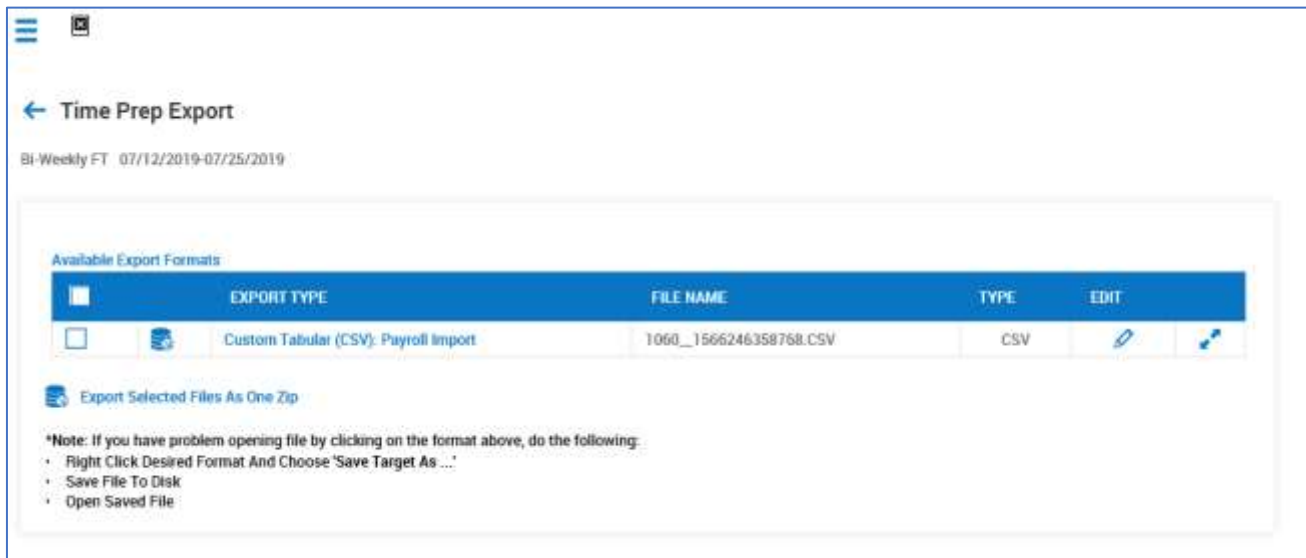 Time Prep Export
Bi-Weekly FT 07/12/2019-07/25/2019
Available Export Formats
EXPORT TYPE FILE NAME TYPE EDIT
Custom Tabular (CSV): Payroll Import 1060__1566246358768.CSV CSV
Export Selected Files As One Zip
*Note: If you have problem opening file by clicking on the format above, do the following:
· Right Click Desired Format And Choose 'Save Target As ...'
· Save File To Disk
· Open Saved File